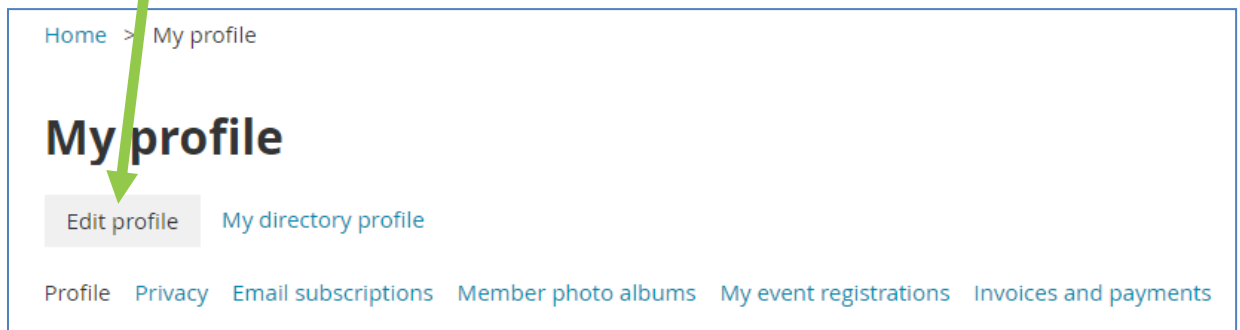 Home > My profile
My profile
Edit profile My directory profile
Profile Privacy Email subscriptions Member photo albums My event registrations Invoices and payments